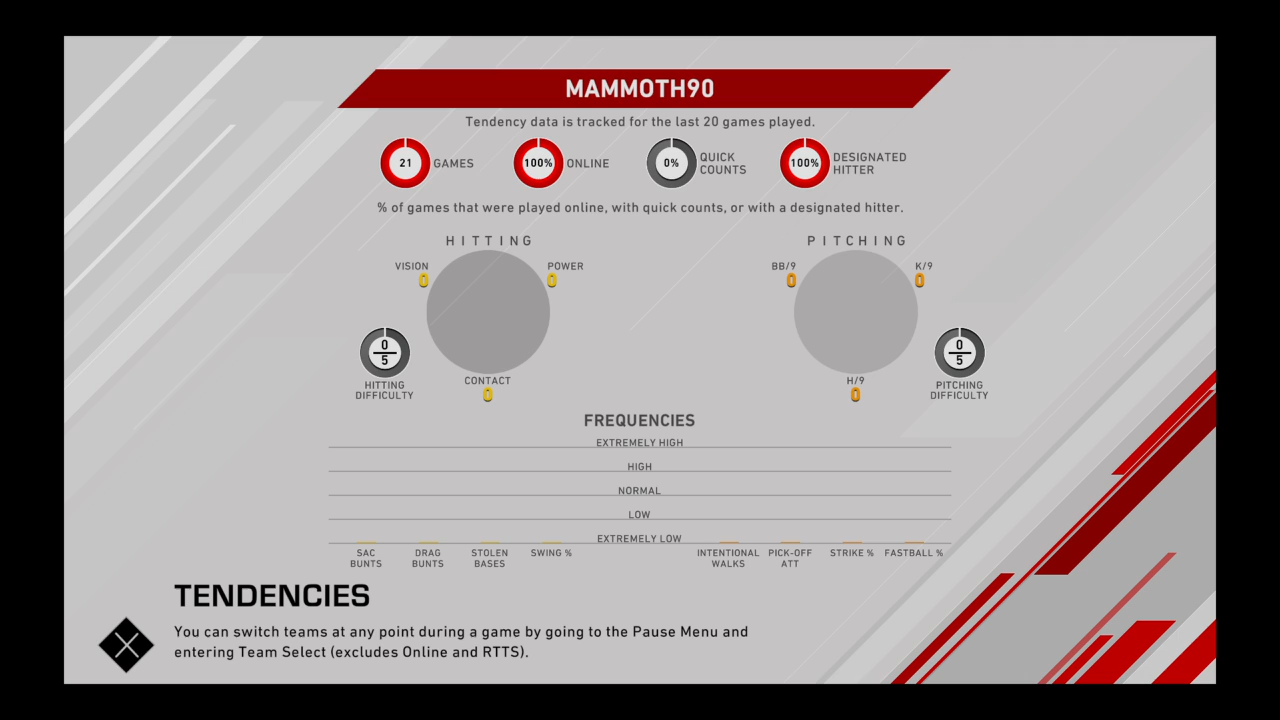 MAMMOTH90
Tendency data is tracked for the last 20 games played.
21 GAMES
100% ONLINE
0% QUICK
COUNTS
100% DESIGNATED
HITTER
% of games that were played online, with quick counts, or with a designated hitter.
HITTING
VISION
0
POWER
0
0
5
HITTING
DIFFICULTY
CONTACT
0
PITCHING
BB/9
0
K/9
0
H/9
0
0
5
PITCHING
DIFFICULTY
FREQUENCIES
EXTREMELY HIGH
HIGH
NORMAL
LOW
EXTREMELY LOW
SAC
BUNTS
DRAG
BUNTS
STOLEN
BASES
SWING %
INTENTIONAL
WALKS
PICK-OFF
ATT
STRIKE %
FASTBALL %
TENDENCIES
You can switch teams at any point during a game by going to the Pause Menu and
entering Team Select (excludes Online and RTTS).